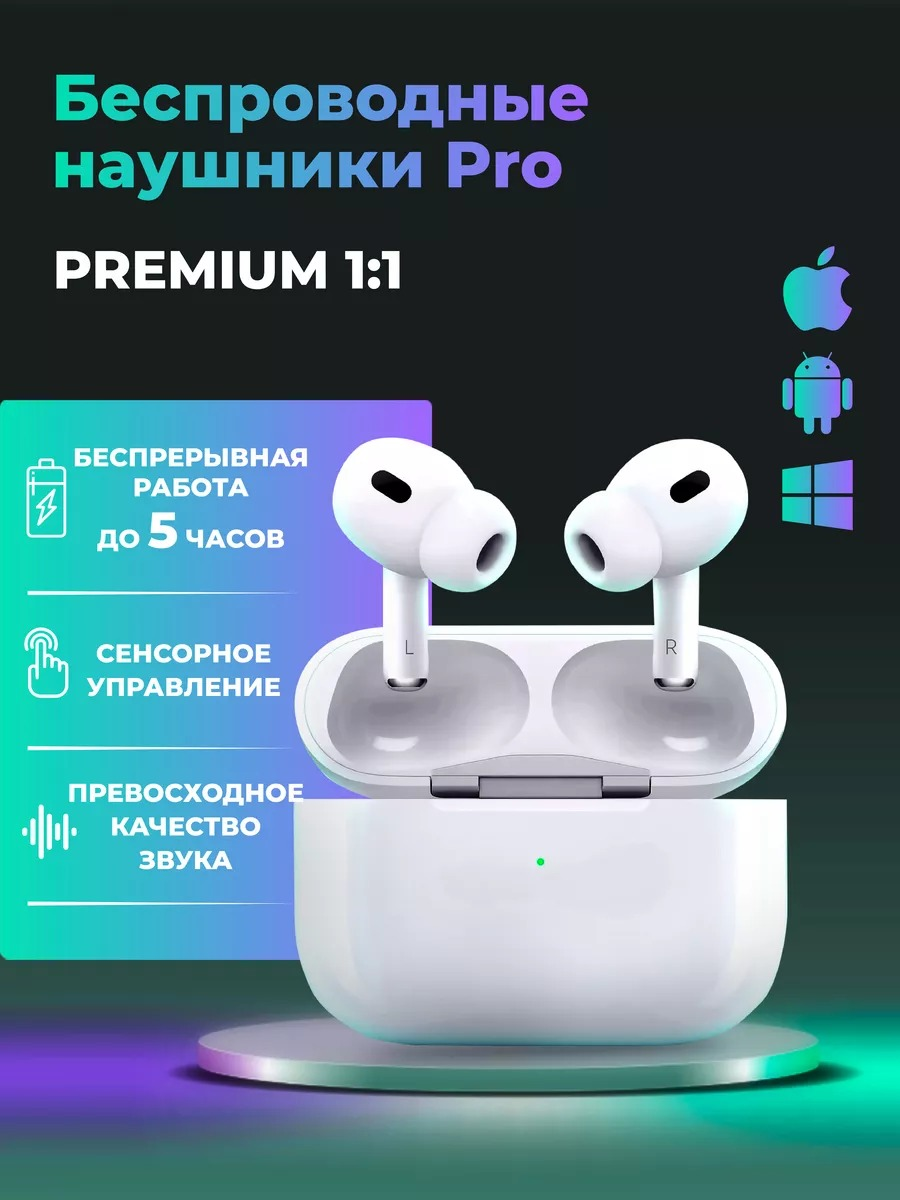 Беспроводные
наушники Pro
PREMIUM 1:1
БЕСПРЕРЫВНАЯ
РАБОТА
ДО 5 ЧАСОВ
СЕНСОРНОЕ
УПРАВЛЕНИЕ
ПРЕВОСХОДНОЕ
КАЧЕСТВО
ЗВУКА
L
R